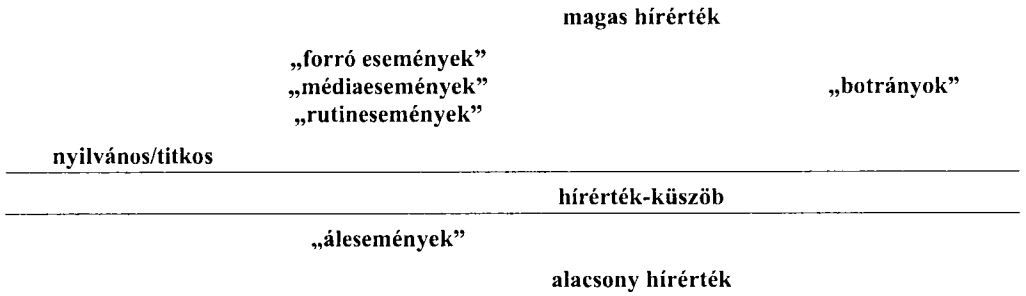 magas hírérték
„forró események”
„médiaesemények” „botrányok”
„rutinesemények”
nyilvános/titkos
hírérték-küszöb
„álesemények”
alacsony hírérték